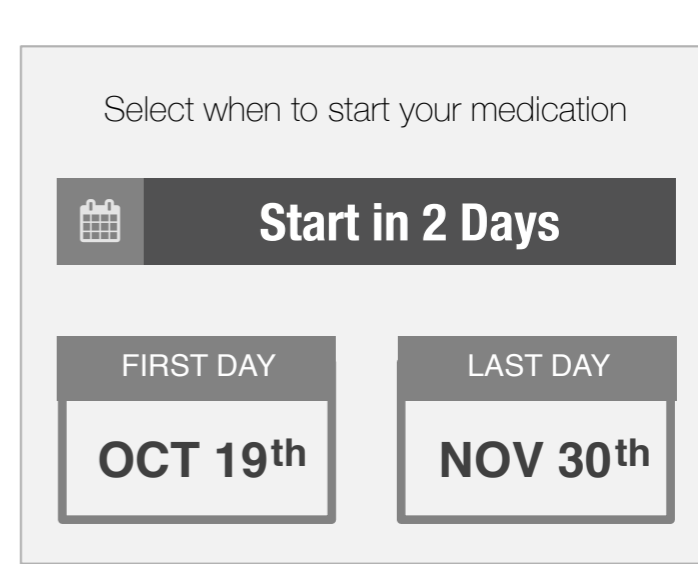 Select when to start your medication
Start in 2 Days
FIRST DAY
OCT 19th
LAST DAY
NOV 30th